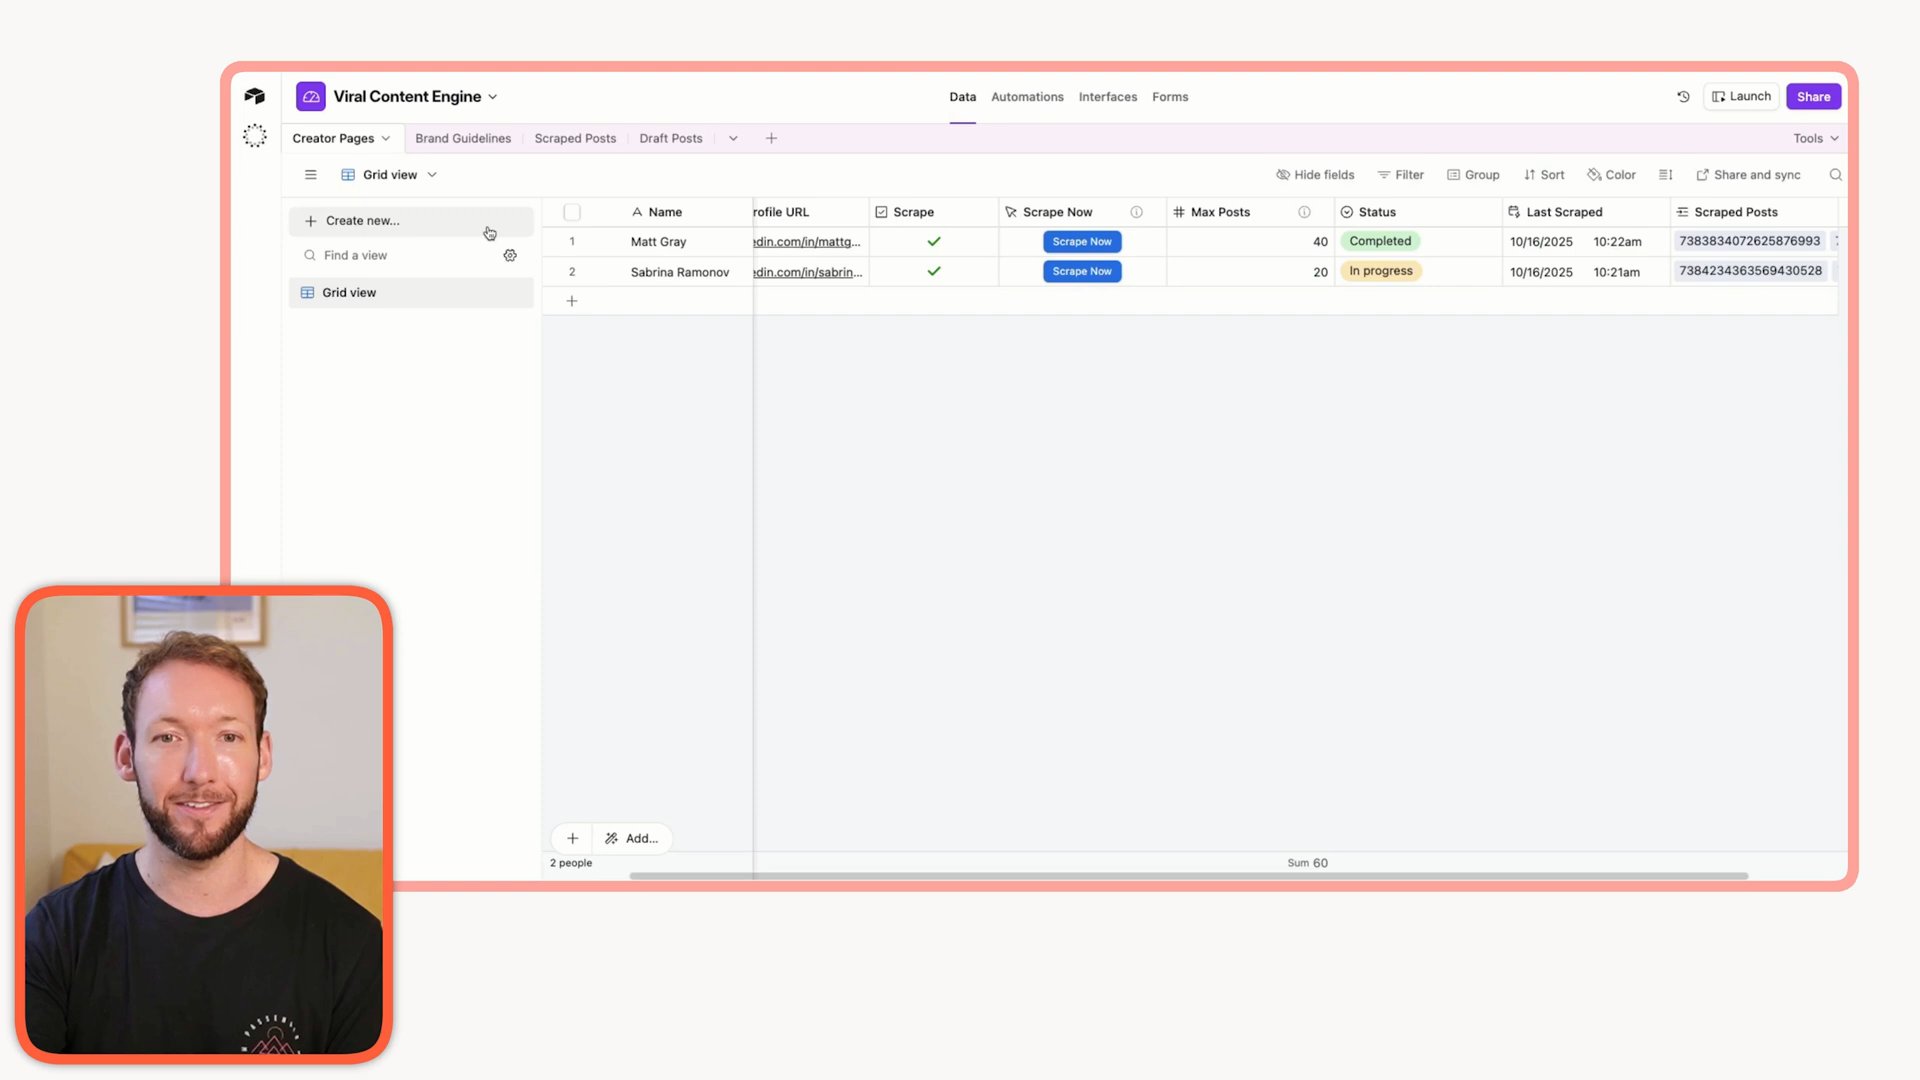 Viral Content Engine
Data Automations Interfaces Forms
Launch Share
Creator Pages Brand Guidelines Scraped Posts Draft Posts
Tools
Grid view
Hide fields Filter Group Sort Color Share and sync
Create new...
Find a view
Grid view
Name rofile URL Scrape Scrape Now Max Posts Status Last Scraped Scraped Posts
1 Matt Gray edin.com/in/mattg... Scrape Now 40 Completed 10/16/2025 10:22am 7383834072625876993
2 Sabrina Ramonov edin.com/in/sabrin... Scrape Now 20 In progress 10/16/2025 10:21am 7384234363569430528
Add...
2 people Sum 60